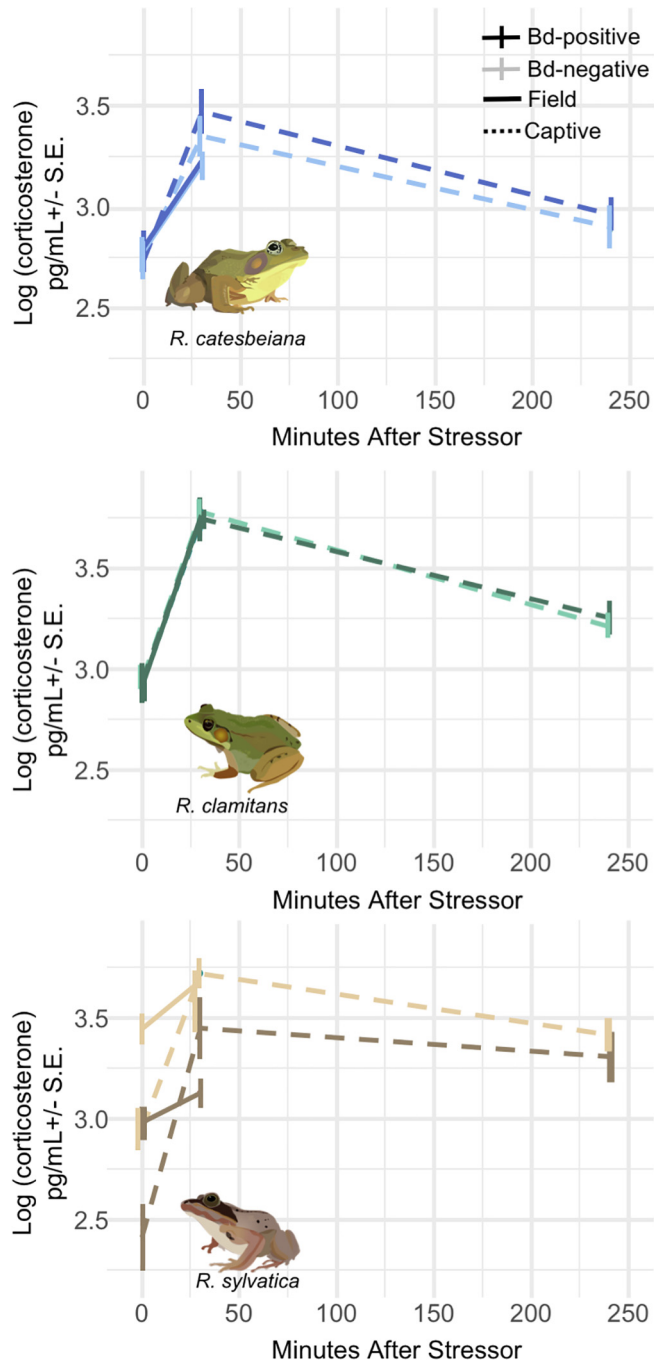 Bd-positive
Bd-negative
Field
Captive
Log (corticosterone)
pg/mL+/- S.E.
3.5
3.0
2.5
R. catesbeiana
0 50 100 150 200 250
Minutes After Stressor
Log (corticosterone)
pg/mL+/- S.E.
3.5
3.0
2.5
R. clamitans
0 50 100 150 200 250
Minutes After Stressor
Log (corticosterone)
pg/mL+/- S.E.
3.5
3.0
2.5
R. sylvatica
0 50 100 150 200 250
Minutes After Stressor